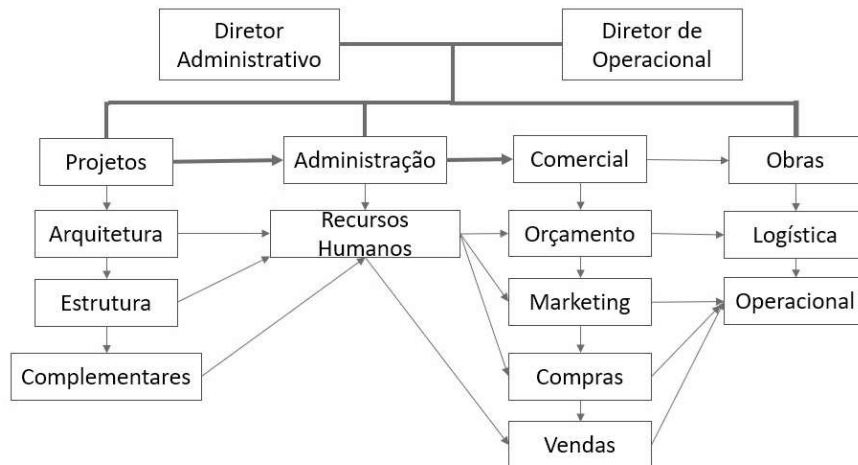 Diretor
Administrativo
Diretor de
Operacional
Projetos
Administração
Comercial
Obras
Arquitetura
Recursos
Humanos
Orçamento
Logística
Estrutura
Marketing
Operacional
Complementares
Compras
Vendas